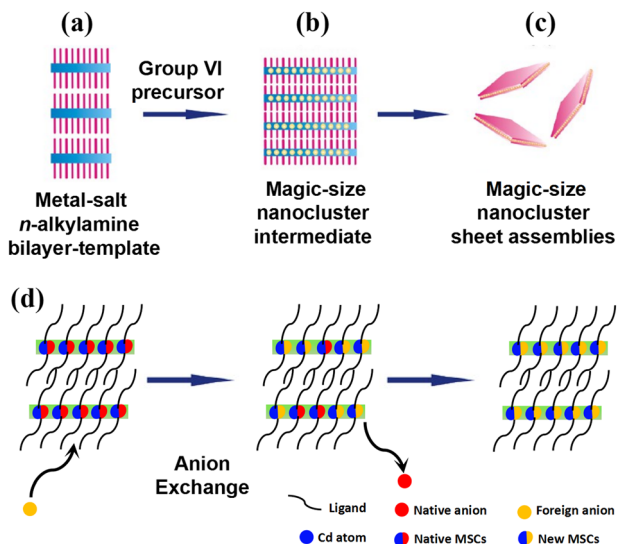 (a)
(b)
(c)
Group VI
precursor
Metal-salt
n-alkylamine
bilayer-template
Magic-size
nanocluster
intermediate
Magic-size
nanocluster
sheet assemblies
(d)
Anion
Exchange
Ligand
Native anion
Foreign anion
Cd atom
Native MSCs
New MSCs